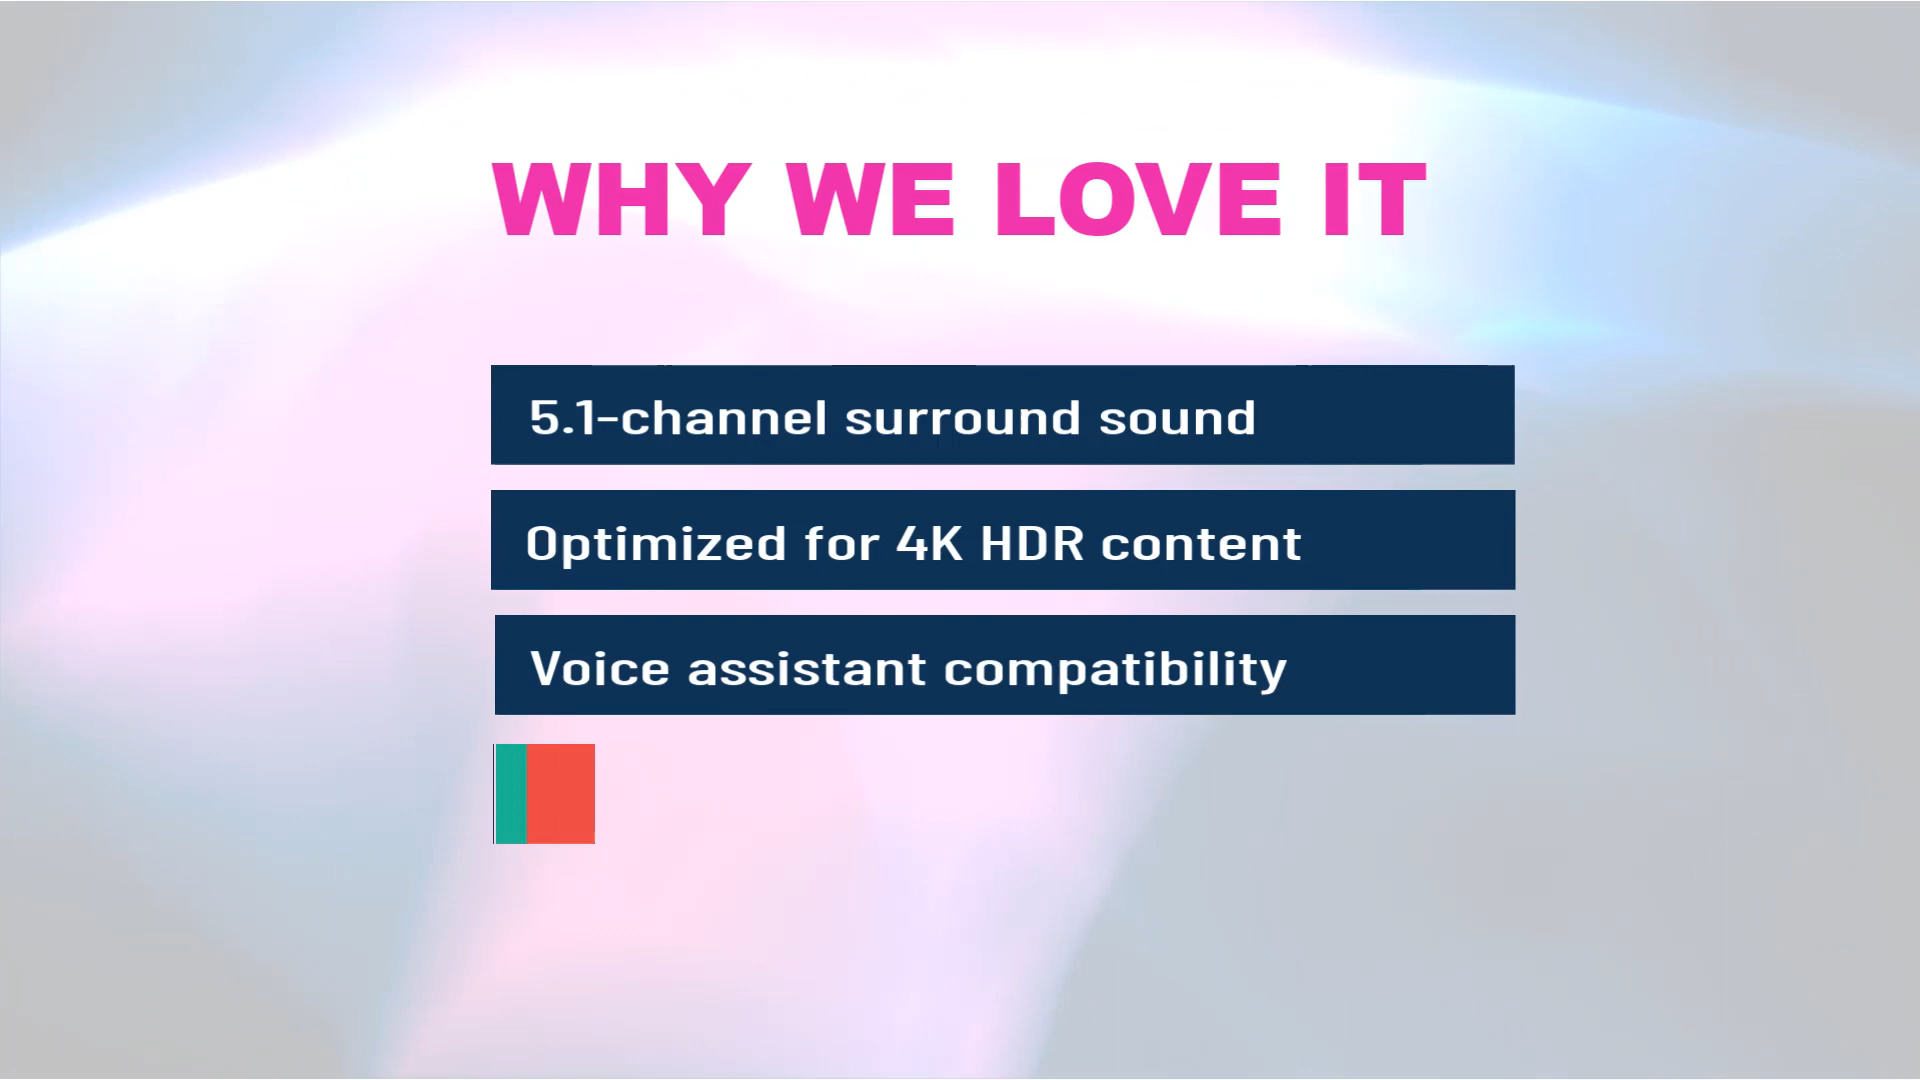 WHY WE LOVE IT
5.1-channel surround sound
Optimized for 4K HDR content
Voice assistant compatibility